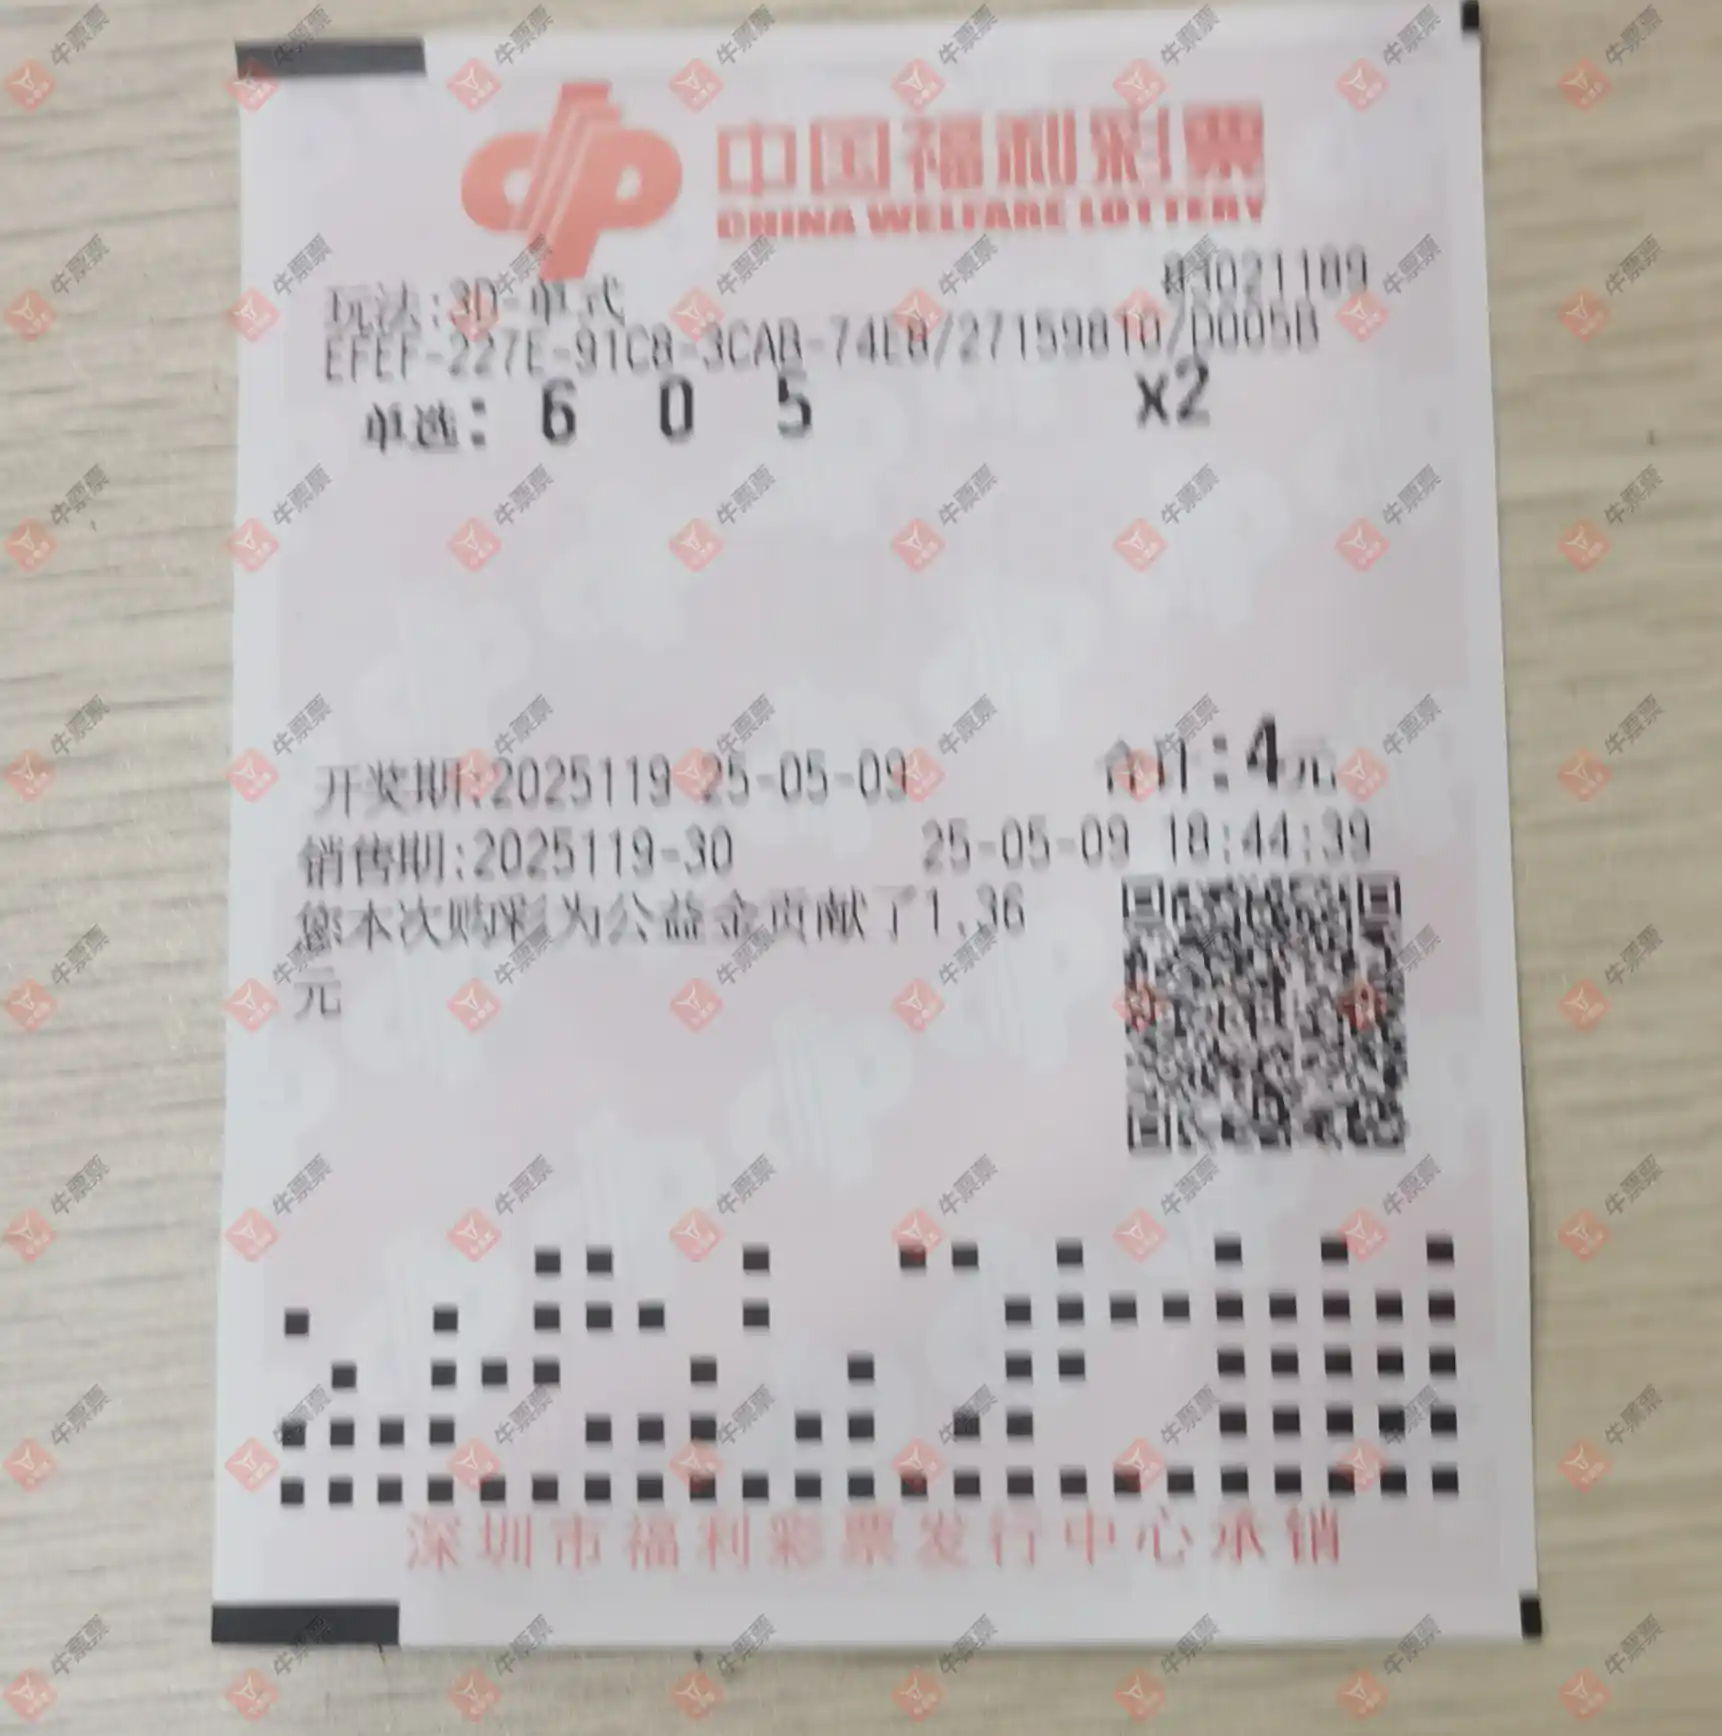 中国福利彩票
CHINA WELFARE LOTTERY
玩法:3D-单式
EFEF-227E-91C8-3CAB-74E8/27159810/D005B
单选: 6 0 5 x2
开奖期:2025119 25-05-09 合计:4元
销售期:2025119-30 25-05-09 18:44:39
您本次购彩为公益金贡献了1.36
元
深圳市福利彩票发行中心承销
牛票票